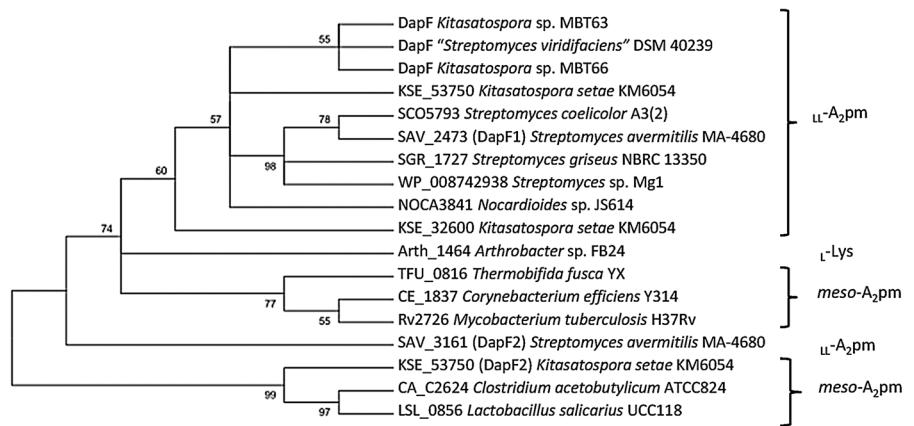 DapF Kitasatospora sp. MBT63
55
DapF “Streptomyces viridifaciens” DSM 40239
DapF Kitasatospora sp. MBT66
KSE_53750 Kitasatospora setae KM6054
SCO5793 Streptomyces coelicolor A3(2)
LL-A2pm
57
78
SAV_2473 (DapF1) Streptomyces avermitilis MA-4680
SGR_1727 Streptomyces griseus NBRC 13350
98
60
WP_008742938 Streptomyces sp. Mg1
NOCA3841 Nocardioides sp. JS614
KSE_32600 Kitasatospora setae KM6054
74
Arth_1464 Arthrobacter sp. FB24
L-Lys
TFU_0816 Thermobifida fusca YX
77
CE_1837 Corynebacterium efficiens Y314
meso-A2pm
55
Rv2726 Mycobacterium tuberculosis H37Rv
SAV_3161 (DapF2) Streptomyces avermitilis MA-4680
LL-A2pm
KSE_53750 (DapF2) Kitasatospora setae KM6054
99
CA_C2624 Clostridium acetobutylicum ATCC824
meso-A2pm
97
LSL_0856 Lactobacillus salicarius UCC118